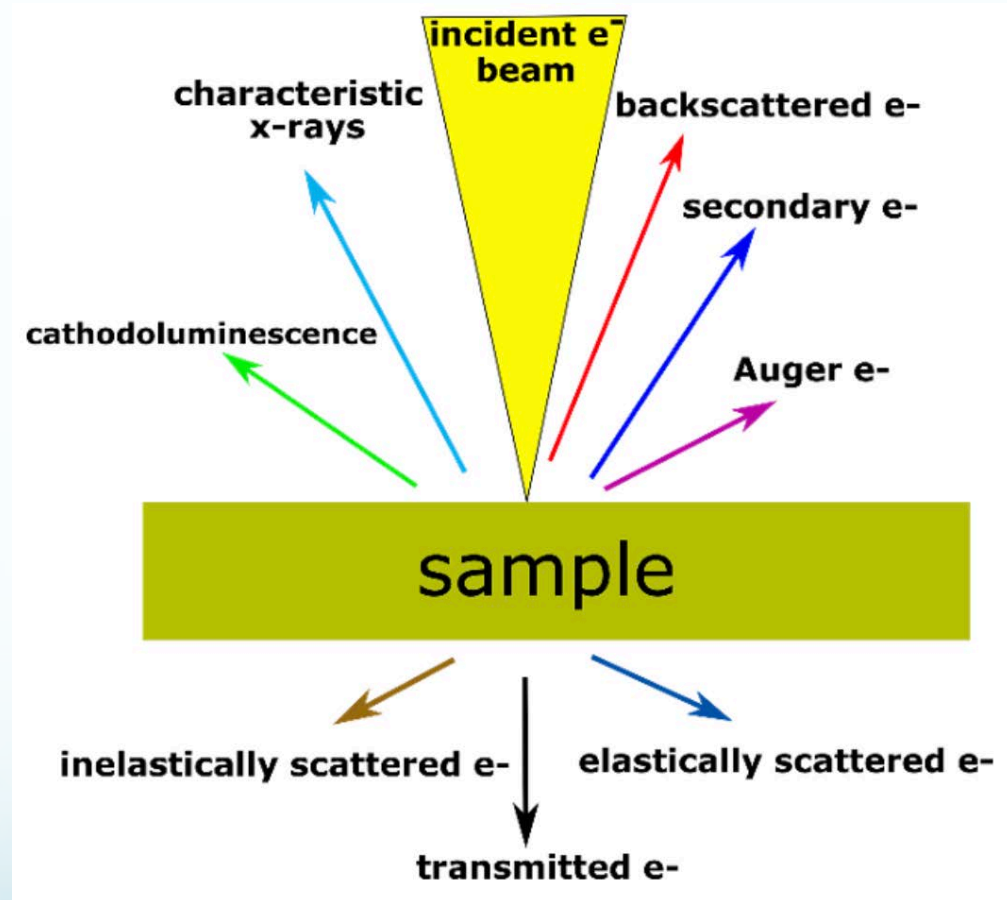 incident e⁻
beam
characteristic
x-rays
backscattered e-
secondary e-
cathodoluminescence
Auger e-
sample
inelastically scattered e-
elastically scattered e-
transmitted e-